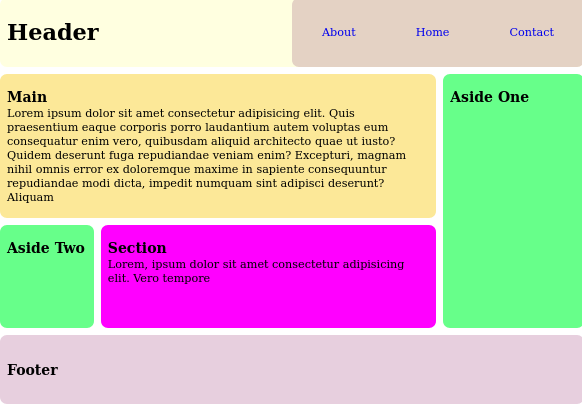 Header
About Home Contact
Main
Lorem ipsum dolor sit amet consectetur adipisicing elit. Quis
praesentium eaque corporis porro laudantium autem voluptas eum
consequatur enim vero, quibusdam aliquid architecto quae ut iusto?
Quidem deserunt fuga repudiandae veniam enim? Excepturi, magnam
nihil omnis error ex doloremque maxime in sapiente consequuntur
repudiandae modi dicta, impedit numquam sint adipisci deserunt?
Aliquam
Aside One
Aside Two
Section
Lorem, ipsum dolor sit amet consectetur adipisicing
elit. Vero tempore
Footer